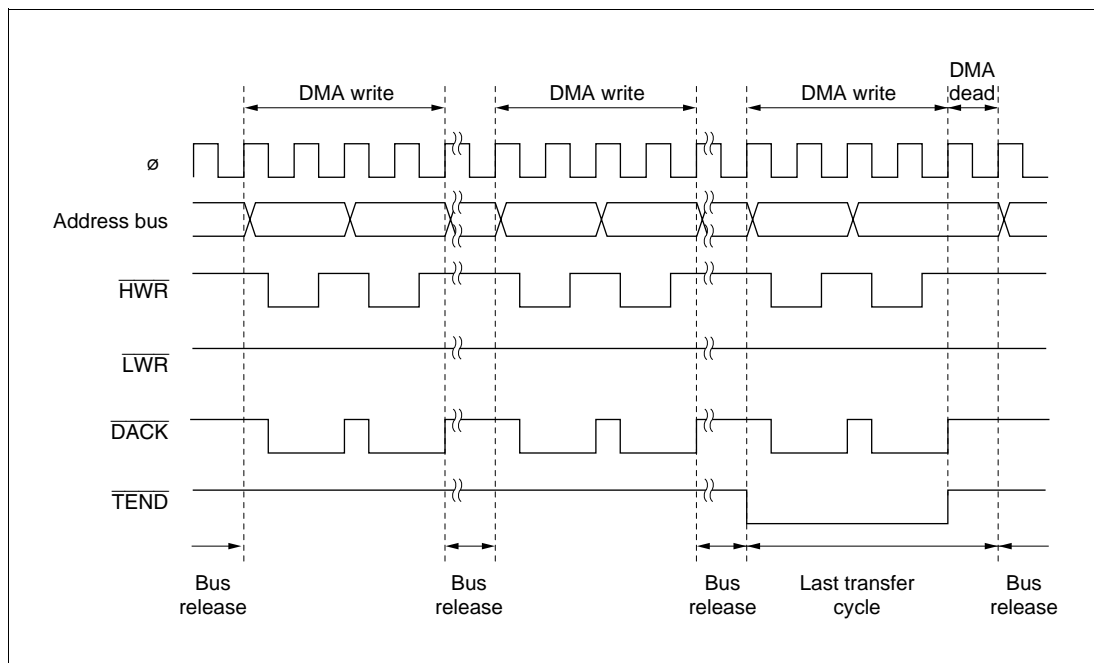 DMA
dead
DMA write
DMA write
DMA write
ø
Address bus
HWR
LWR
DACK
TEND
Bus
release
Bus
release
Bus
release
Last transfer
cycle
Bus
release